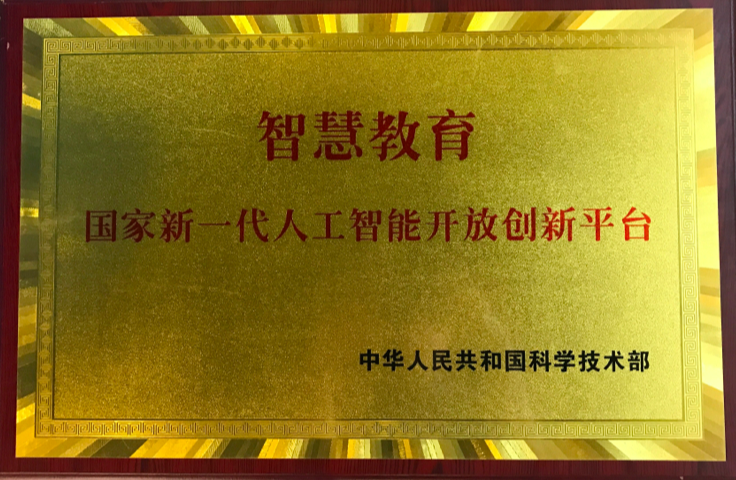 智慧教育
国家新一代人工智能开放创新平台
中华人民共和国科学技术部